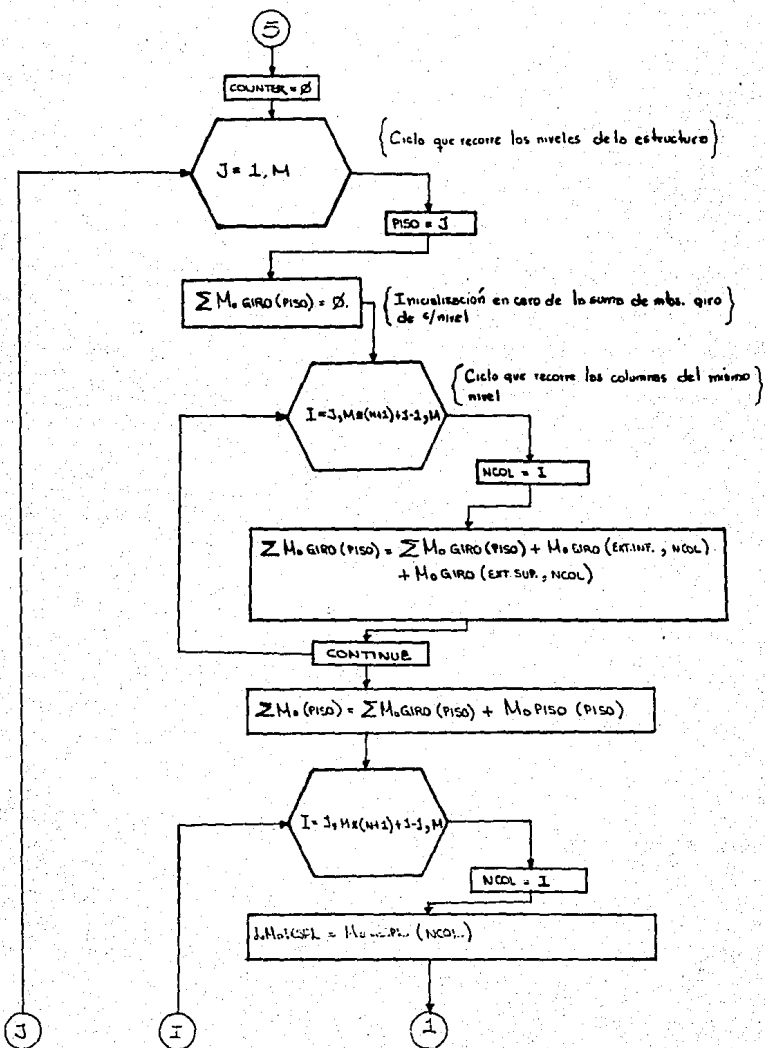 5
COUNTER = Ø
J = 1, M
{Ciclo que recorre los niveles de la estructura}
PISO = J
∑ Mo GIRO (PISO) = Ø.
{Inicialización en cero de la suma de mtos. giro
de c/nivel}
{Ciclo que recorre las columnas del mismo
nivel}
I = J, M*(N+1)+J-1, M
NCOL = I
∑ Mo GIRO (PISO) = ∑ Mo GIRO (PISO) + Mo GIRO (EXT.INF., NCOL)
+ Mo GIRO (EXT.SUP., NCOL)
CONTINUE
∑ Mo (PISO) = ∑ Mo GIRO (PISO) + Mo PISO (PISO)
I = J, M*(N+1)+J-1, M
NCOL = I
= (NCOL)
J
I
1